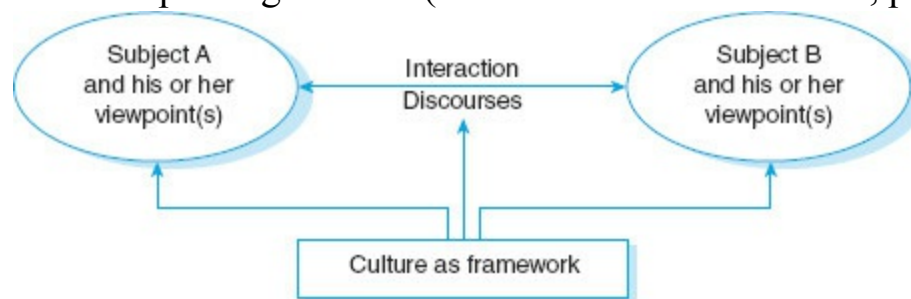 Subject A
and his or her
viewpoint(s)
Interaction
Discourses
Subject B
and his or her
viewpoint(s)
Culture as framework